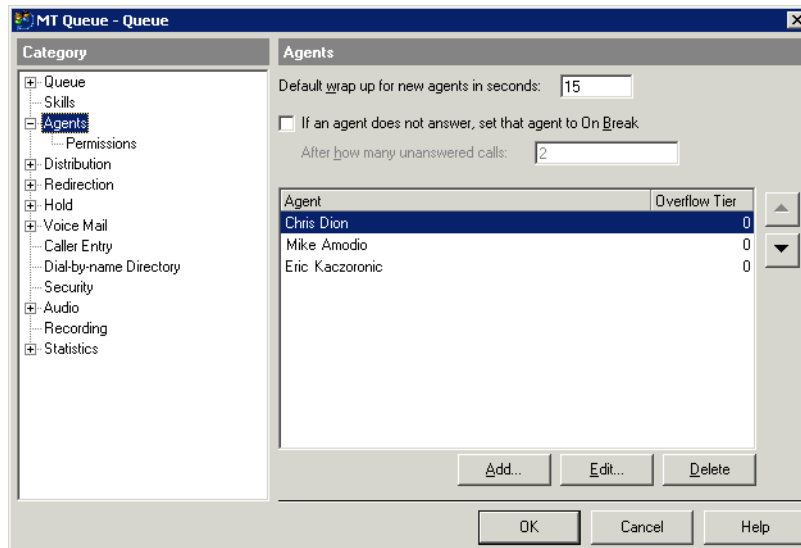 MT Queue - Queue
Category
Queue
Skills
Agents
Permissions
Distribution
Redirection
Hold
Voice Mail
Caller Entry
Dial-by-name Directory
Security
Audio
Recording
Statistics
Agents
Default wrap up for new agents in seconds: 15
If an agent does not answer, set that agent to On Break
After how many unanswered calls: 2
Agent Overflow Tier
Chris Dion 0
Mike Amodio 0
Eric Kaczoronic 0
Add... Edit... Delete
OK Cancel Help